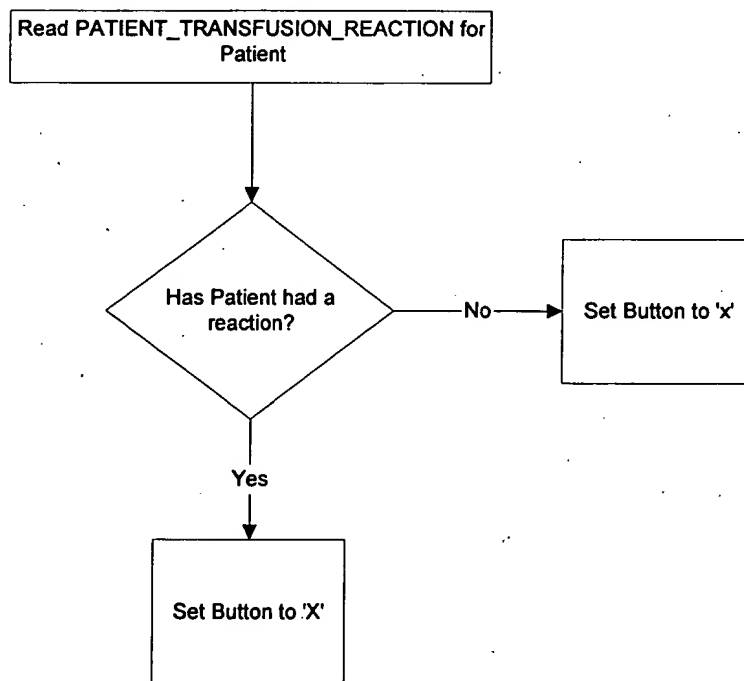 Read PATIENT_TRANSFUSION_REACTION for
Patient
Has Patient had a
reaction?
No
Set Button to 'x'
Yes
Set Button to 'X'